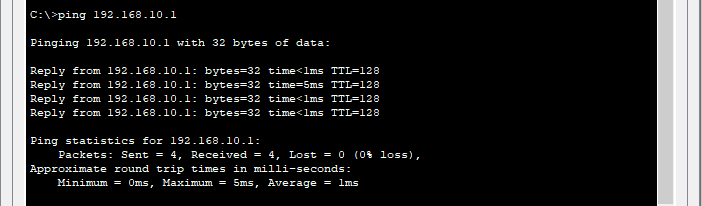 C:\>ping 192.168.10.1
Pinging 192.168.10.1 with 32 bytes of data:
Reply from 192.168.10.1: bytes=32 time<1ms TTL=128
Reply from 192.168.10.1: bytes=32 time=5ms TTL=128
Reply from 192.168.10.1: bytes=32 time<1ms TTL=128
Reply from 192.168.10.1: bytes=32 time<1ms TTL=128
Ping statistics for 192.168.10.1:
Packets: Sent = 4, Received = 4, Lost = 0 (0% loss),
Approximate round trip times in milli-seconds:
Minimum = 0ms, Maximum = 5ms, Average = 1ms